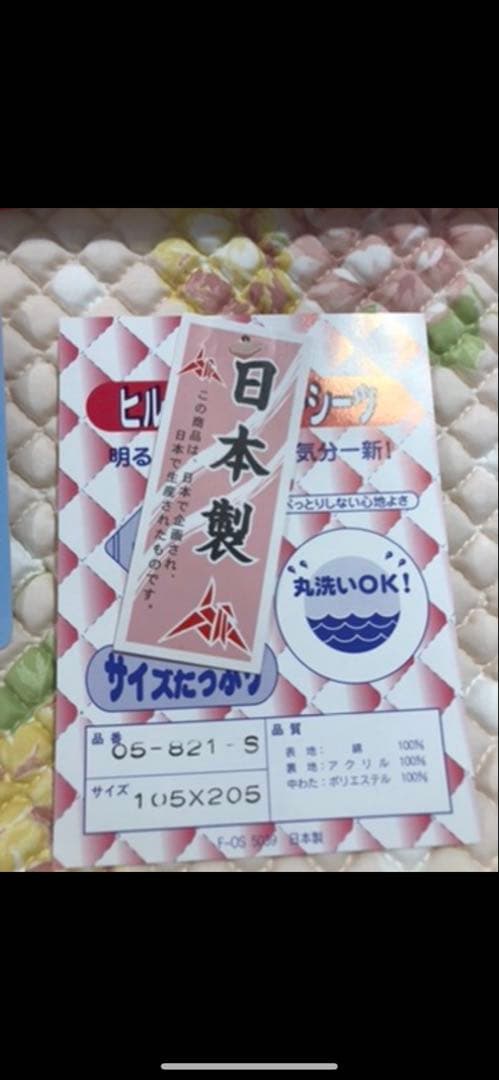 日本製
この商品は、日本で企画され、
日本で生産されたものです。
ヒル
シーツ
明る
気分一新!
っとりしない心地よさ
丸洗いOK!
サイズたっぷり
品番
05-821-S
サイズ 105X205
品質
表地: 綿 100%
裏地: アクリル 100%
中わた: ポリエステル 100%
F-OS 5039 日本製